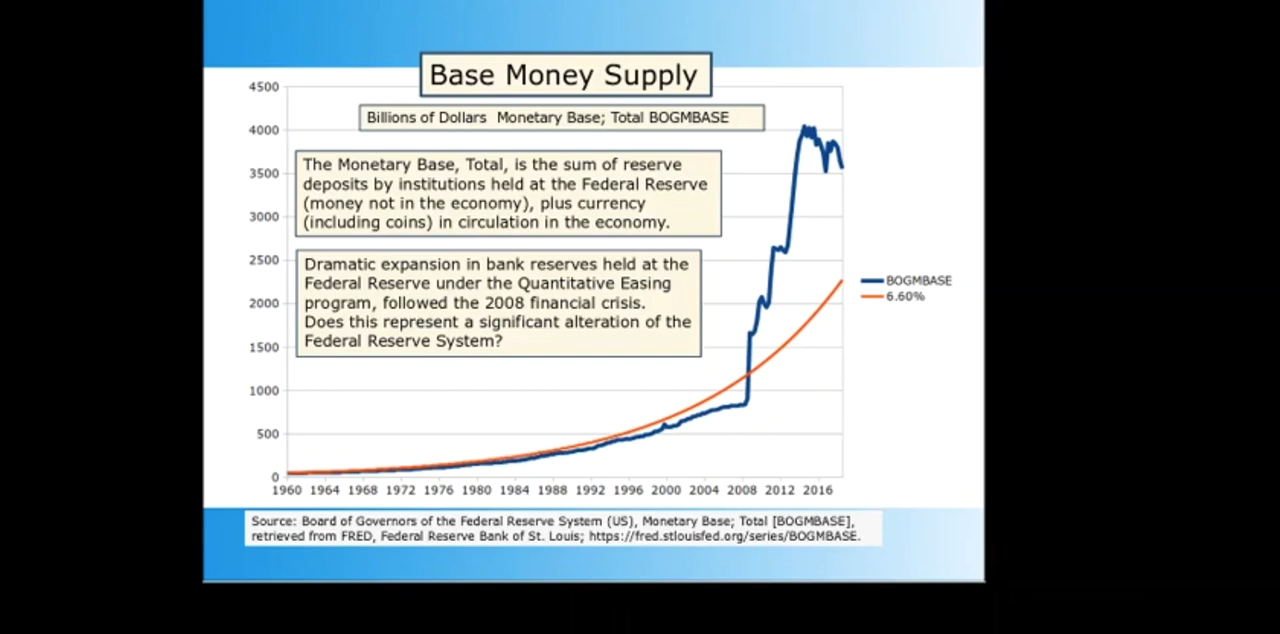 Base Money Supply
Billions of Dollars  Monetary Base; Total BOGMBASE
The Monetary Base, Total, is the sum of reserve
deposits by institutions held at the Federal Reserve
(money not in the economy), plus currency
(including coins) in circulation in the economy.
Dramatic expansion in bank reserves held at the
Federal Reserve under the Quantitative Easing
program, followed the 2008 financial crisis.
Does this represent a significant alteration of the
Federal Reserve System?
4500
4000
3500
3000
2500
2000
1500
1000
500
0
1960 1964 1968 1972 1976 1980 1984 1988 1992 1996 2000 2004 2008 2012 2016
BOGMBASE
6.60%
Source: Board of Governors of the Federal Reserve System (US), Monetary Base; Total [BOGMBASE],
retrieved from FRED, Federal Reserve Bank of St. Louis; https://fred.stlouisfed.org/series/BOGMBASE.